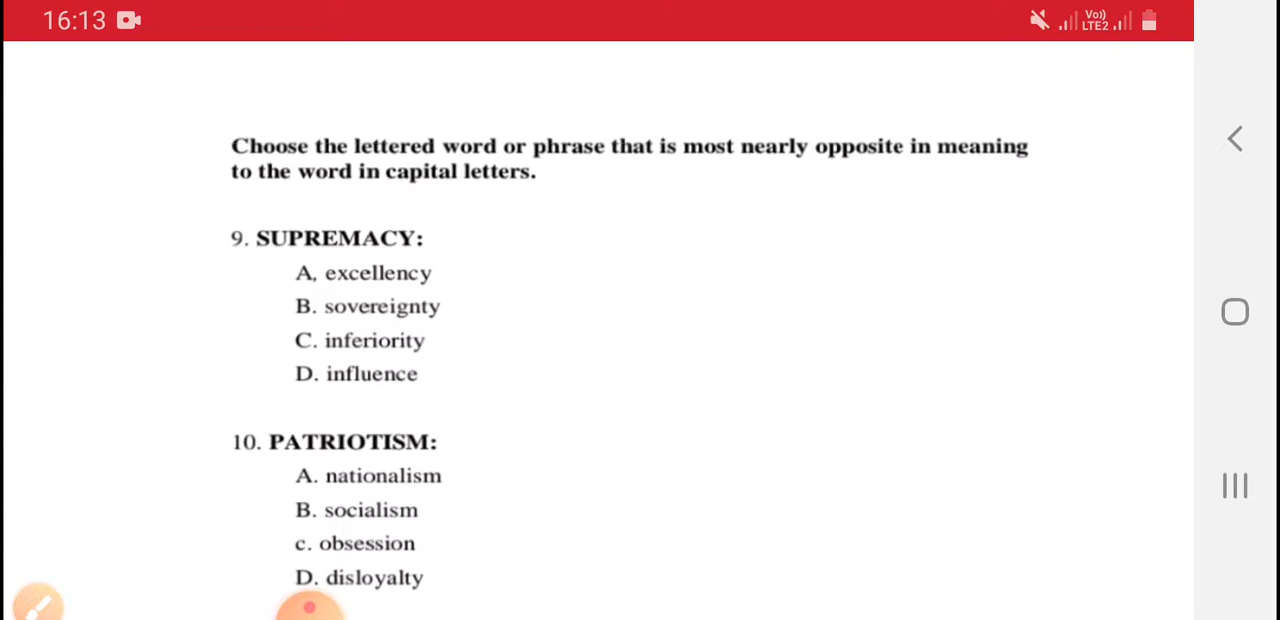 16:13
Vo))
LTE2
Choose the lettered word or phrase that is most nearly opposite in meaning
to the word in capital letters.
9. SUPREMACY:
A, excellency
B. sovereignty
C. inferiority
D. influence
10. PATRIOTISM:
A. nationalism
B. socialism
c. obsession
D. disloyalty